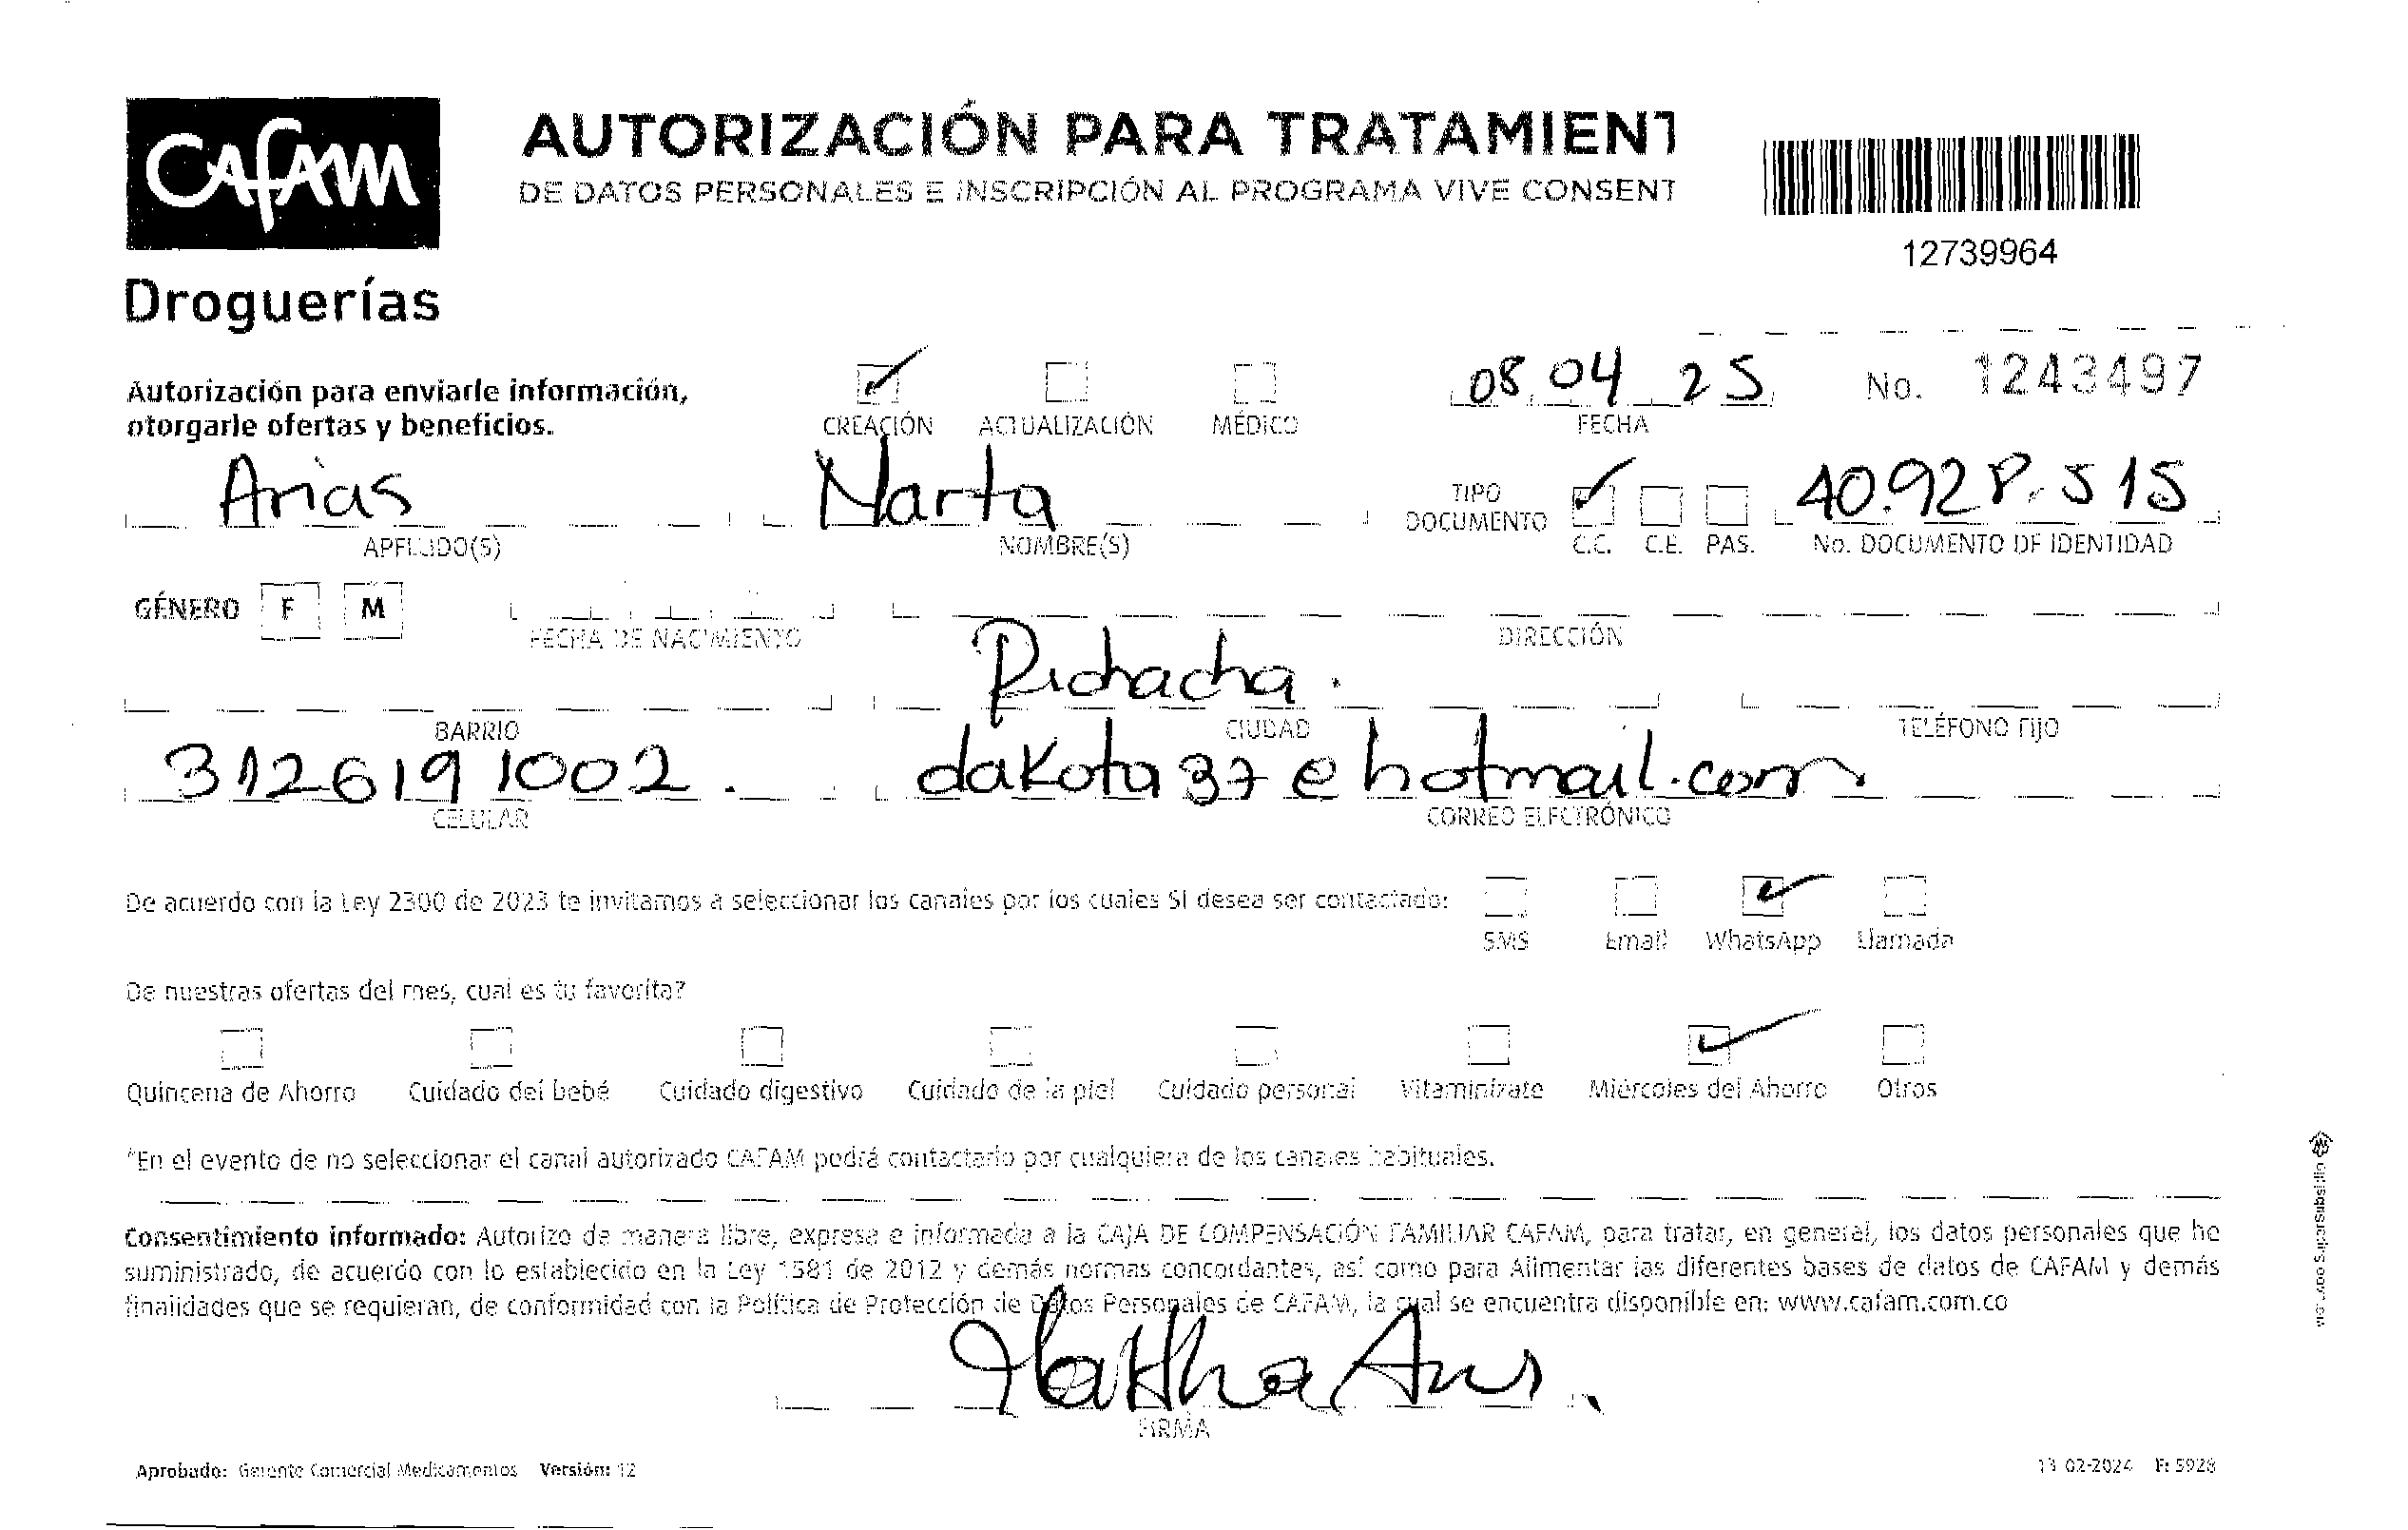 Cafam
Droguerías
AUTORIZACIÓN PARA TRATAMIENT
DE DATOS PERSONALES E INSCRIPCIÓN AL PROGRAMA VIVE CONSENT
12739964
Autorización para enviarle información,
otorgarle ofertas y beneficios.
CREACIÓN ACTUALIZACIÓN MÉDICO
08 04 25
FECHA
No. 1243497
Arias
APELLIDO(S)
Marta
NOMBRE(S)
TIPO
DOCUMENTO
C.C. C.E. PAS.
40.928.515
No. DOCUMENTO DE IDENTIDAD
GÉNERO F M
FECHA DE NACIMIENTO
DIRECCIÓN
BARRIO
CIUDAD
TELÉFONO FIJO
3126191002.
CELULAR
dakota37@hotmail.com
CORREO ELECTRÓNICO
De acuerdo con la Ley 2300 de 2023 te invitamos a seleccionar los canales por los cuales SI desea ser contactado:
SMS Email WhatsApp Llamada
De nuestras ofertas del mes, cual es tu favorita?
Quincena de Ahorro Cuidado del bebé Cuidado digestivo Cuidado de la piel Cuidado personal Vitaminízate Miércoles del Ahorro Otros
*En el evento de no seleccionar el canal autorizado CAFAM podrá contactarlo por cualquiera de los canales habituales.
Consentimiento informado: Autorizo de manera libre, expresa e informada a la CAJA DE COMPENSACIÓN FAMILIAR CAFAM, para tratar, en general, los datos personales que he
suministrado, de acuerdo con lo establecido en la Ley 1581 de 2012 y demás normas concordantes, así como para Alimentar las diferentes bases de datos de CAFAM y demás
finalidades que se requieran, de conformidad con la Política de Protección de Datos Personales de CAFAM, la cual se encuentra disponible en: www.cafam.com.co
Martha Arias
FIRMA
Aprobado: Gerente Comercial Medicamentos Versión: 12
13-02-2024 F: 5928